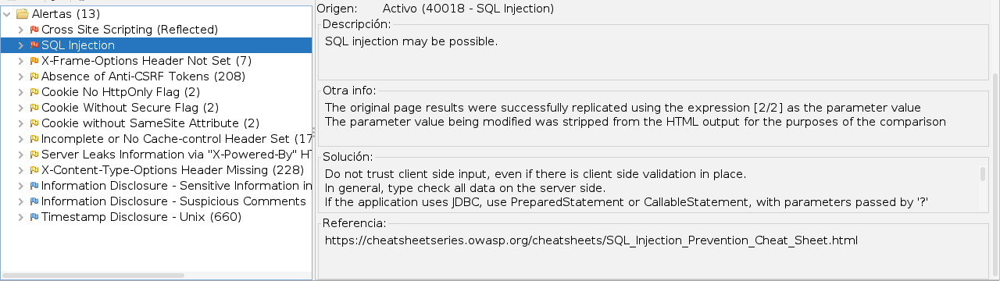 Alertas (13)
Cross Site Scripting (Reflected)
SQL Injection
X-Frame-Options Header Not Set (7)
Absence of Anti-CSRF Tokens (208)
Cookie No HttpOnly Flag (2)
Cookie Without Secure Flag (2)
Cookie without SameSite Attribute (2)
Incomplete or No Cache-control Header Set (17
Server Leaks Information via "X-Powered-By" HT
X-Content-Type-Options Header Missing (228)
Information Disclosure - Sensitive Information in
Information Disclosure - Suspicious Comments
Timestamp Disclosure - Unix (660)
Origen: Activo (40018 - SQL Injection)
Descripción:
SQL injection may be possible.
Otra info:
The original page results were successfully replicated using the expression [2/2] as the parameter value
The parameter value being modified was stripped from the HTML output for the purposes of the comparison
Solución:
Do not trust client side input, even if there is client side validation in place.
In general, type check all data on the server side.
If the application uses JDBC, use PreparedStatement or CallableStatement, with parameters passed by '?'
Referencia:
https://cheatsheetseries.owasp.org/cheatsheets/SQL_Injection_Prevention_Cheat_Sheet.html